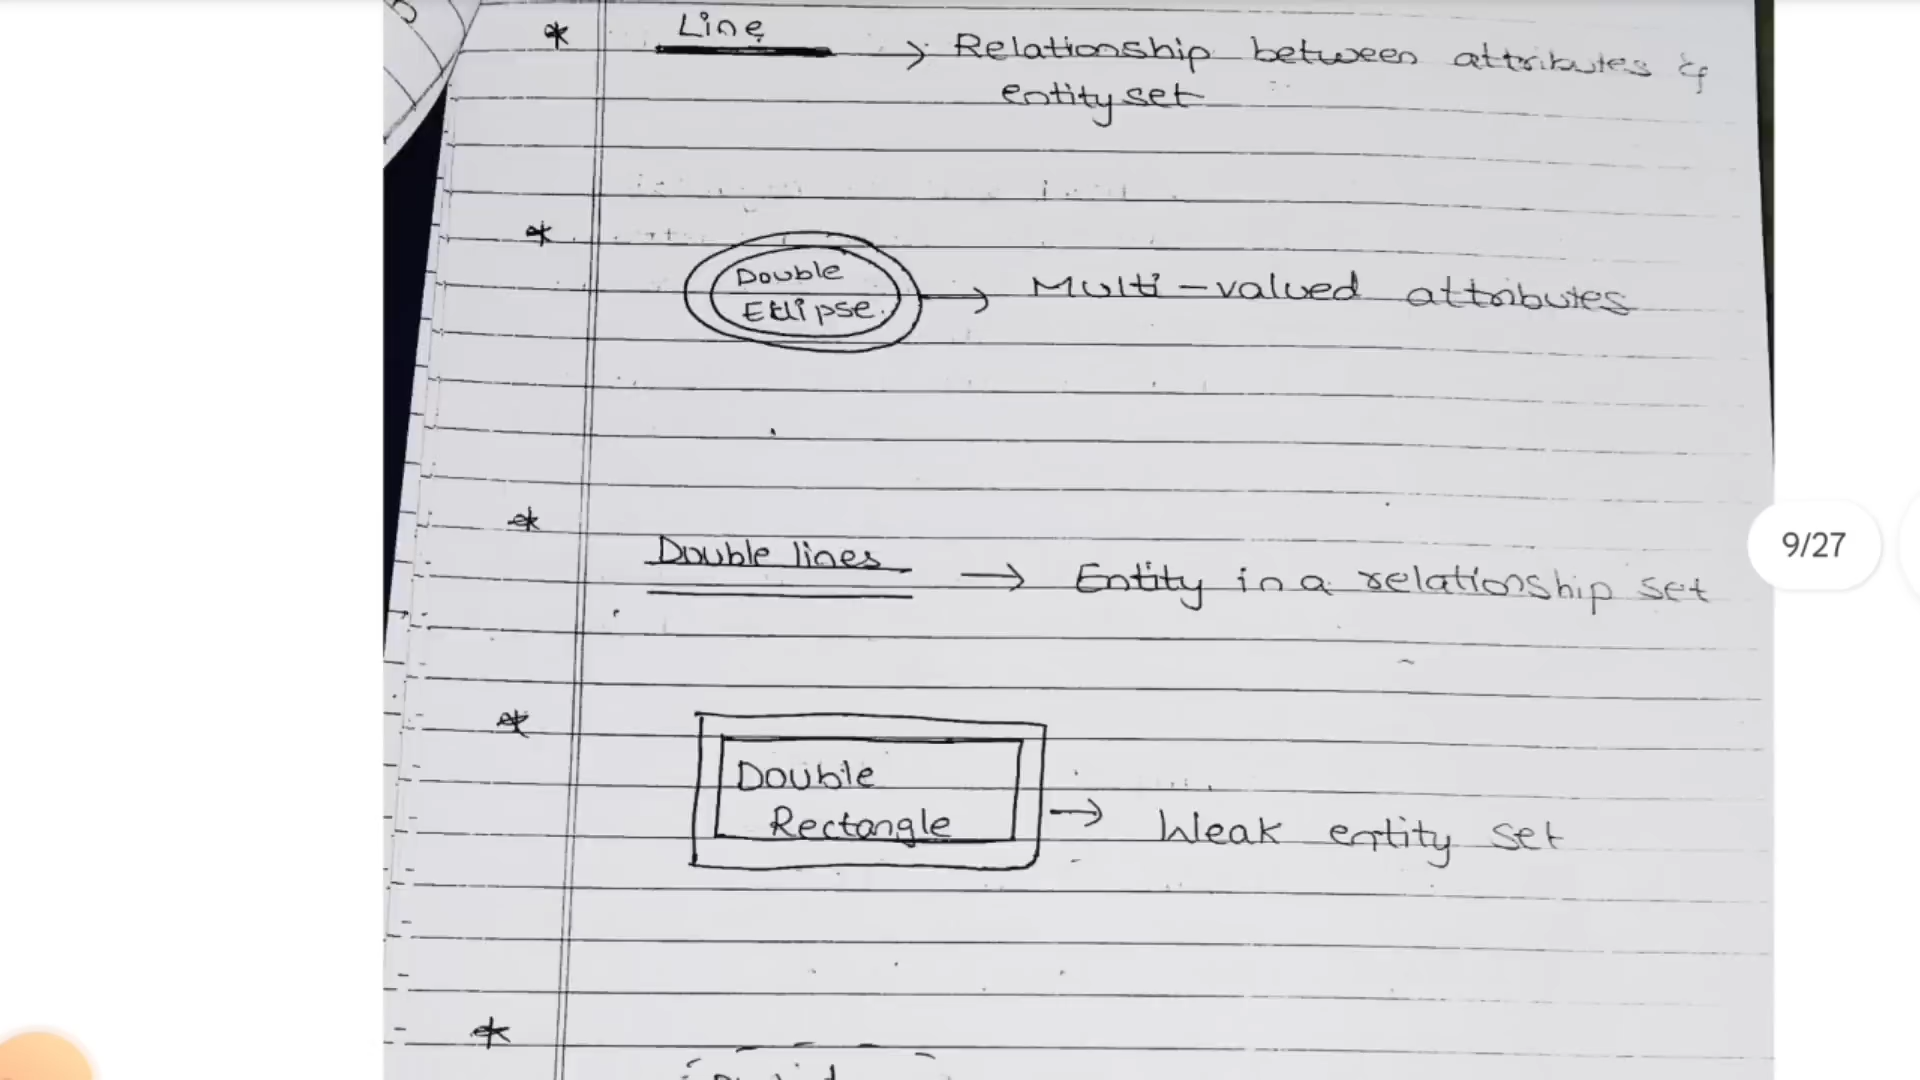 * Line → Relationship between attributes &
entity set
* Double
Ecllipse → Multi-valued attributes
* Double lines → Entity in a relationship set
9/27
* Double
Rectangle → Weak entity set
*